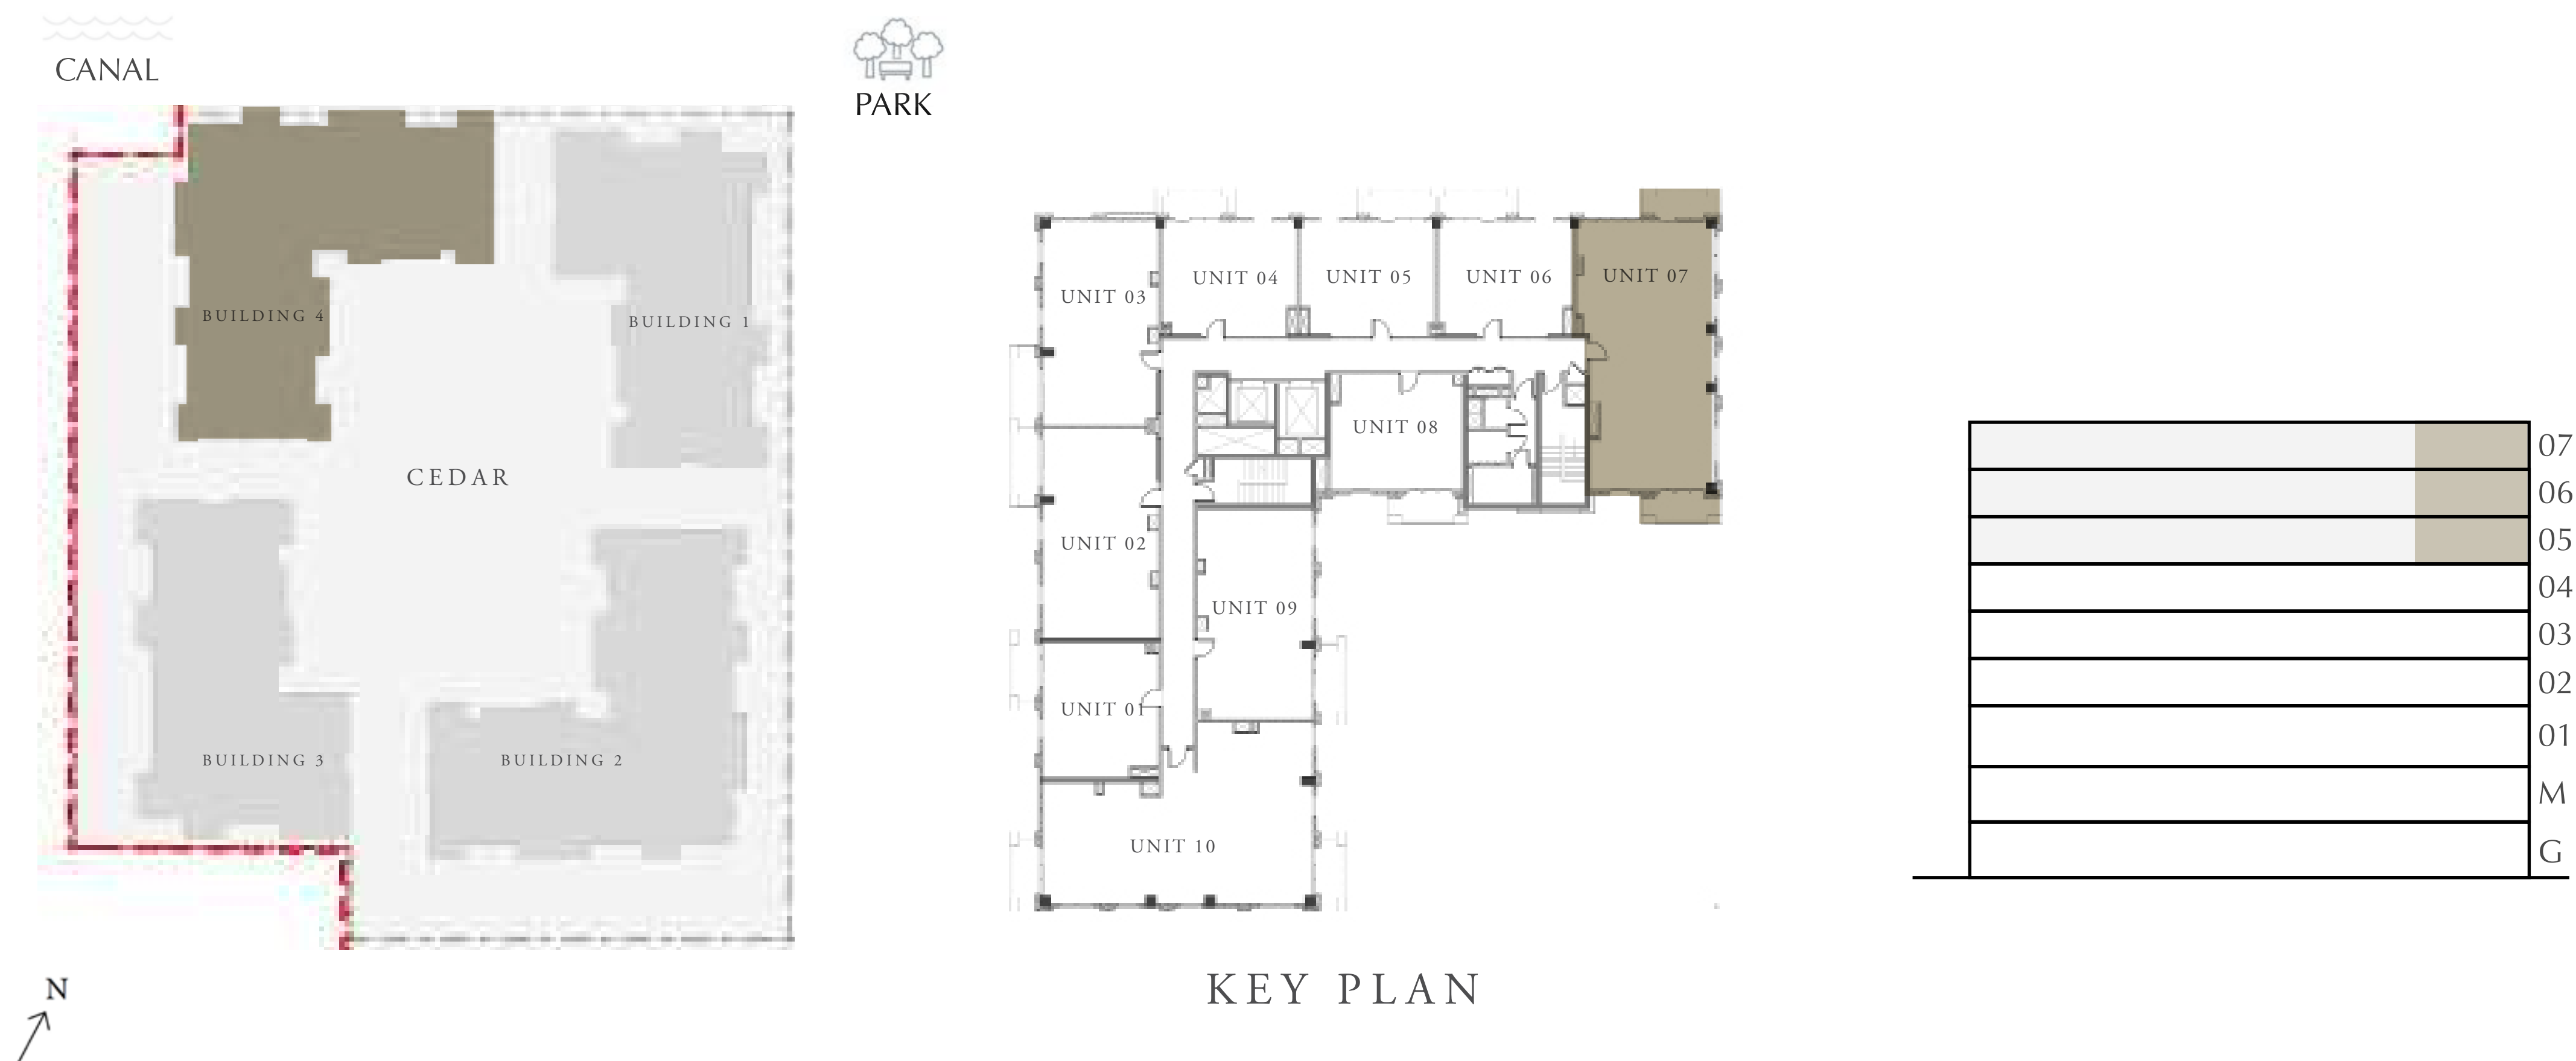 CANAL
PARK
BUILDING 4
BUILDING 1
CEDAR
BUILDING 3
BUILDING 2
N
UNIT 03
UNIT 04
UNIT 05
UNIT 06
UNIT 07
UNIT 08
UNIT 02
UNIT 09
UNIT 01
UNIT 10
KEY PLAN
07
06
05
04
03
02
01
M
G